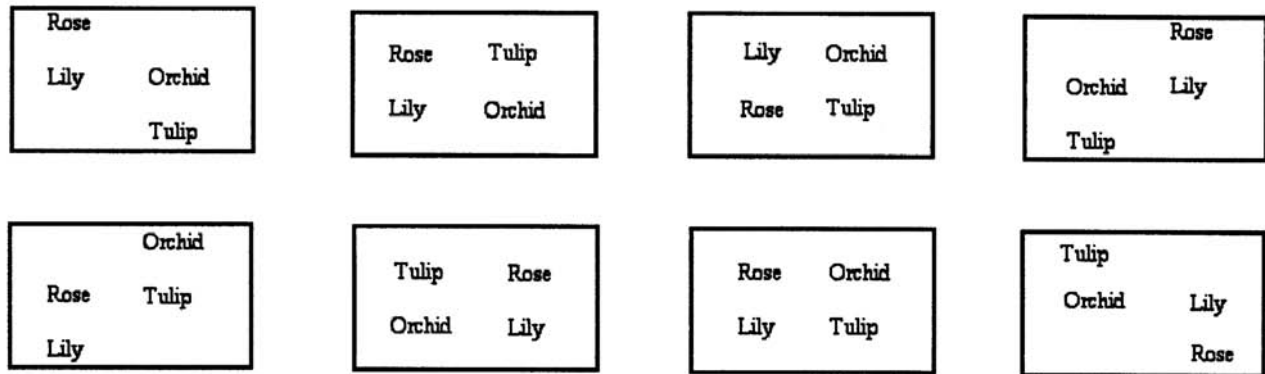 Rose
Lily Orchid
Tulip
Rose Tulip
Lily Orchid
Lily Orchid
Rose Tulip
Rose
Orchid Lily
Tulip
Orchid
Rose Tulip
Lily
Tulip Rose
Orchid Lily
Rose Orchid
Lily Tulip
Tulip
Orchid Lily
Rose